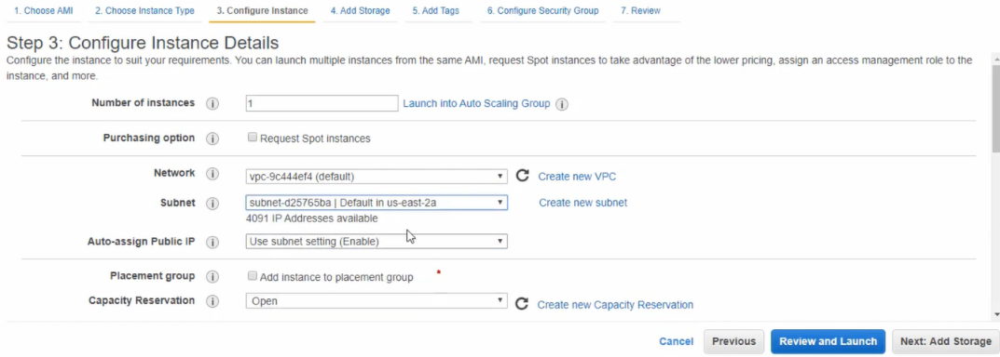 1. Choose AMI 2. Choose Instance Type 3. Configure Instance 4. Add Storage 5. Add Tags 6. Configure Security Group 7. Review
Step 3: Configure Instance Details
Configure the instance to suit your requirements. You can launch multiple instances from the same AMI, request Spot instances to take advantage of the lower pricing, assign an access management role to the
instance, and more.
Number of instances i 1 Launch into Auto Scaling Group i
Purchasing option i Request Spot instances
Network i vpc-9c444ef4 (default) Create new VPC
Subnet i subnet-d25765ba | Default in us-east-2a Create new subnet
4091 IP Addresses available
Auto-assign Public IP i Use subnet setting (Enable)
Placement group i Add instance to placement group
Capacity Reservation i Open Create new Capacity Reservation
Cancel Previous Review and Launch Next: Add Storage